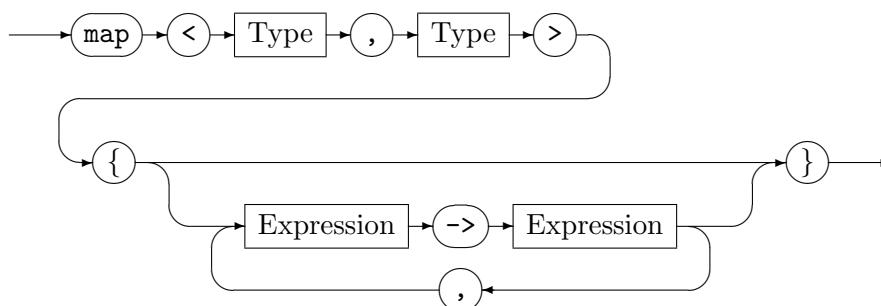 map < Type , Type >
{ }
Expression -> Expression
,